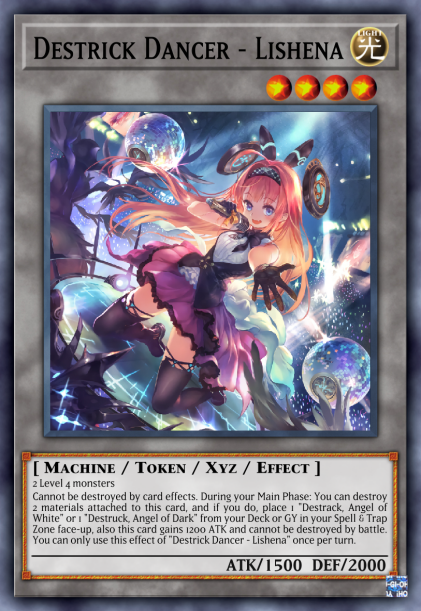 Destrick Dancer - Lishena
LIGHT
光
[ Machine / Token / Xyz / Effect ]
2 Level 4 monsters
Cannot be destroyed by card effects. During your Main Phase: You can destroy
2 materials attached to this card, and if you do, place 1 "Destrack, Angel of
White" or 1 "Destruck, Angel of Dark" from your Deck or GY in your Spell & Trap
Zone face-up, also this card gains 1200 ATK and cannot be destroyed by battle.
You can only use this effect of "Destrick Dancer - Lishena" once per turn.
ATK/1500 DEF/2000